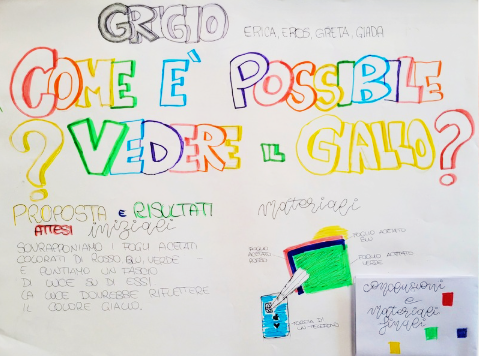 GRIGIO
ERICA, EROS, GRETA, GIADA
COME È POSSIBLE
? VEDERE IL GIALLO?
PROPOSTA E RISULTATI
ATTESI iniziali
SOVRAPPONIAMO I FOGLI ACETATI
COLORATI DI ROSSO, BLU, VERDE
E PUNTIAMO UN FASCIO
DI LUCE SU DI ESSI
LA LUCE DOVREBBE RIFLETTERE
IL COLORE GIALLO.
materiali
FOGLIO ACETATO
BLU
FOGLIO
ACETATO
ROSSO
FOGLIO ACETATO
VERDE
TORCIA DI
UN TELEFONO
conclusioni
e
materiali
finali